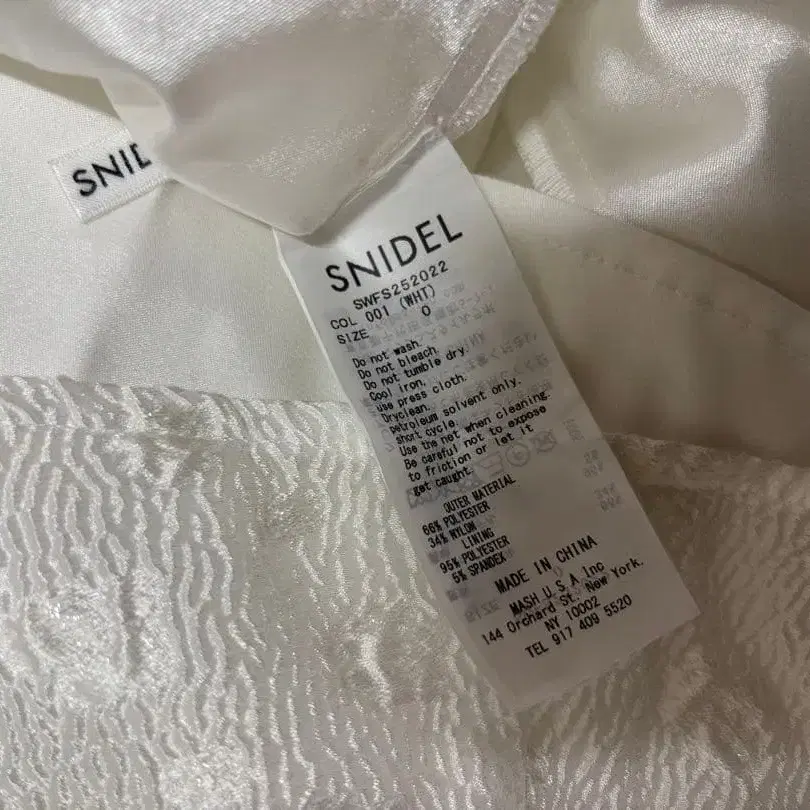 SNIDEL
SWFS252022
COL 001 (WHT)
SIZE 0
Do not wash.
Do not bleach.
Do not tumble dry.
Cool iron.
use press cloth.
Dryclean.
petroleum solvent only.
short cycle.
Use the net when cleaning.
Be careful not to expose
to friction or let it
get caught.
OUTER MATERIAL
66% POLYESTER
34% NYLON
LINING
95% POLYESTER
5% SPANDEX
MADE IN CHINA
MASH U.S.A Inc
144 Orchard St. New York.
NY 10002
TEL 917 409 5520